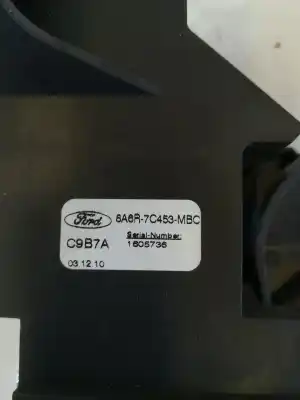 Ford 8A6R-7C453-MBC
C9B7A
Serial-Number:
1605736
03.12.10